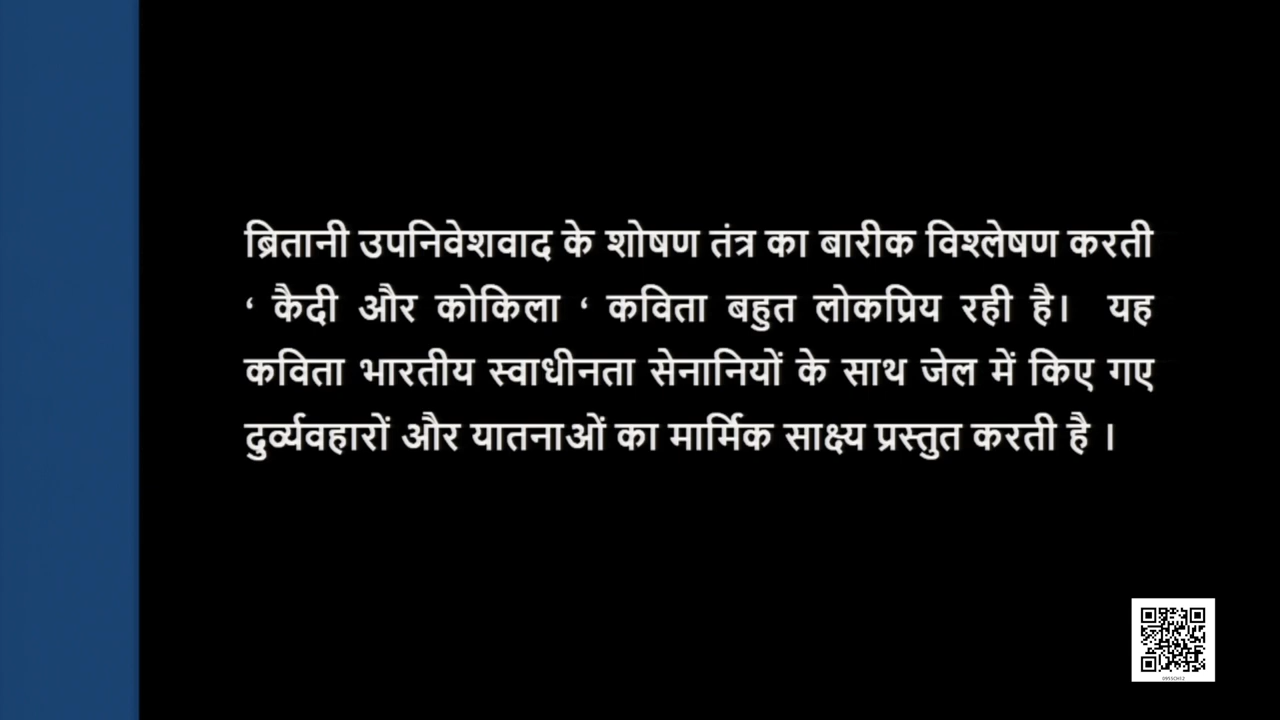 ब्रितानी उपनिवेशवाद के शोषण तंत्र का बारीक विश्लेषण करती
‘ कैदी और कोकिला ‘ कविता बहुत लोकप्रिय रही है। यह
कविता भारतीय स्वाधीनता सेनानियों के साथ जेल में किए गए
दुर्व्यवहारों और यातनाओं का मार्मिक साक्ष्य प्रस्तुत करती है ।